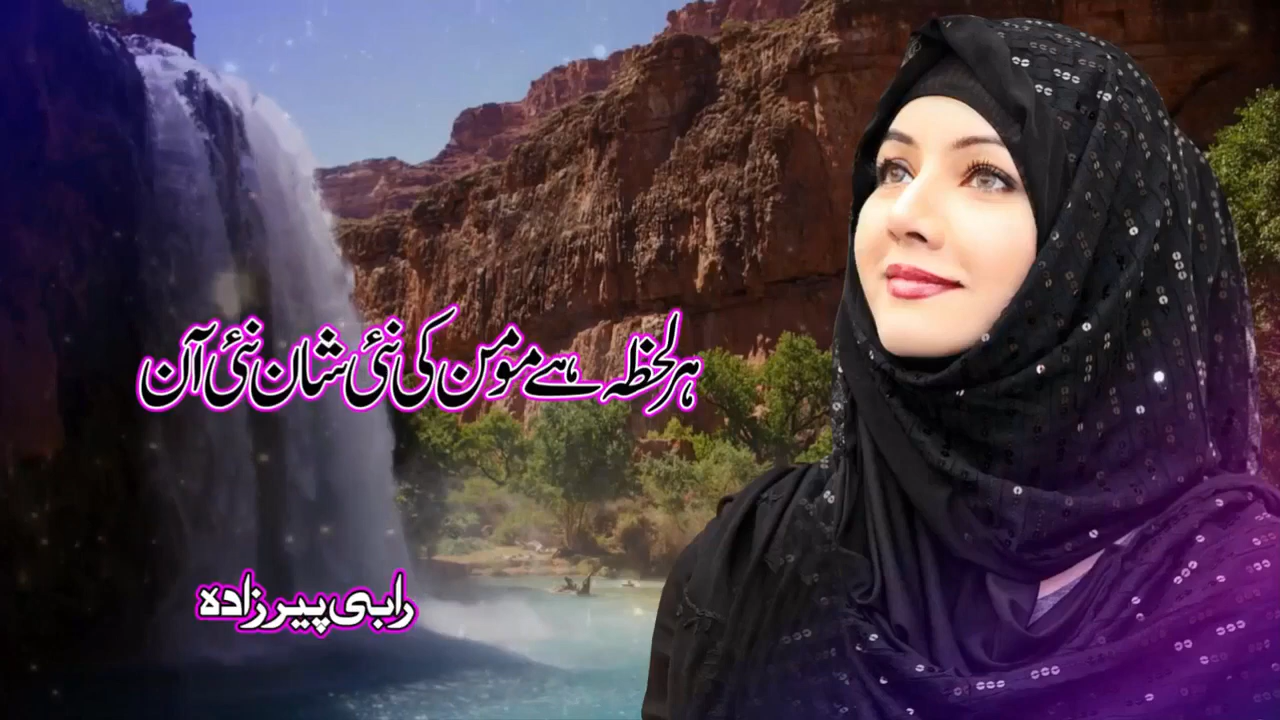 ہر لحظہ ہے مومن کی نئی شان نئی آن
رابی پیرزادہ